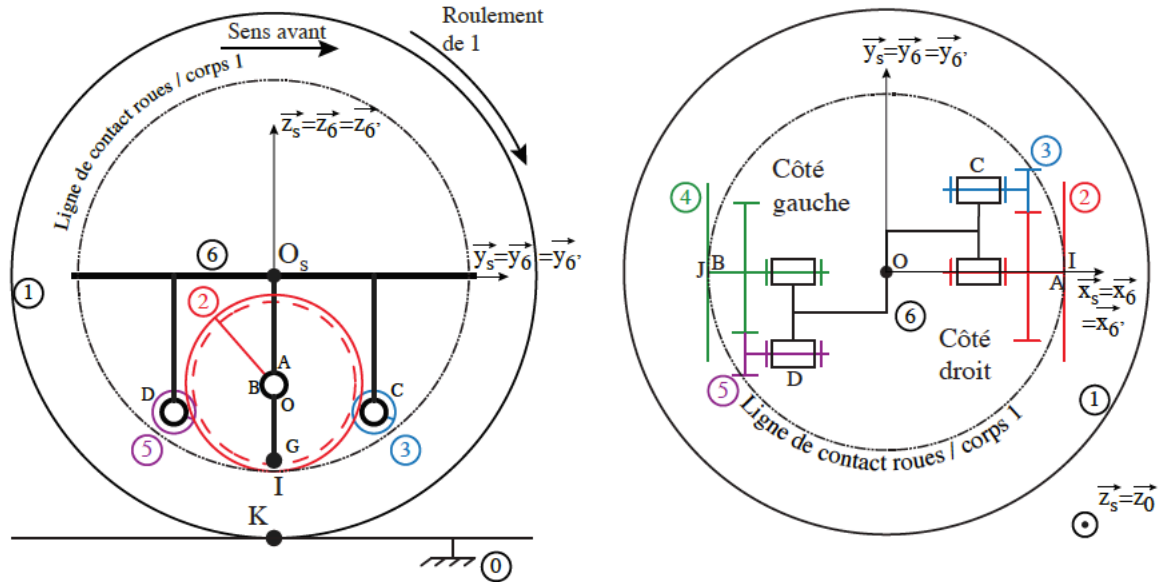 Sens avant
Roulement
de 1
Ligne de contact roues / corps 1
z_s=z_6=z_6'
6
O_s
y_s=y_6=y_6'
1
2
A
B
O
D
C
5
3
G
I
K
0
y_s=y_6=y_6'
3
C
Côté
gauche
4
2
J
B
O
I
A
x_s=x_6
=x_6'
6
Côté
droit
D
5
1
Ligne de contact roues / corps 1
z_s=z_0